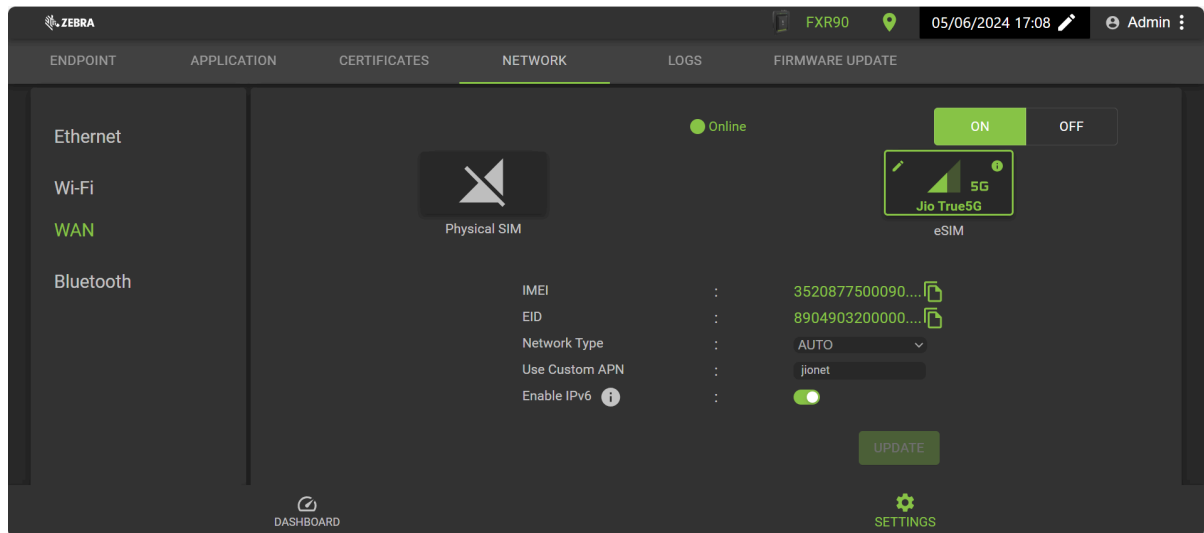 ZEBRA FXR90 05/06/2024 17:08 Admin
ENDPOINT APPLICATION CERTIFICATES NETWORK LOGS FIRMWARE UPDATE
Ethernet
Wi-Fi
WAN
Bluetooth
Online
ON OFF
5G
Jio True5G
Physical SIM
eSIM
IMEI : 3520877500090....
EID : 8904903200000....
Network Type : AUTO
Use Custom APN : jionet
Enable IPv6 :
UPDATE
DASHBOARD
SETTINGS